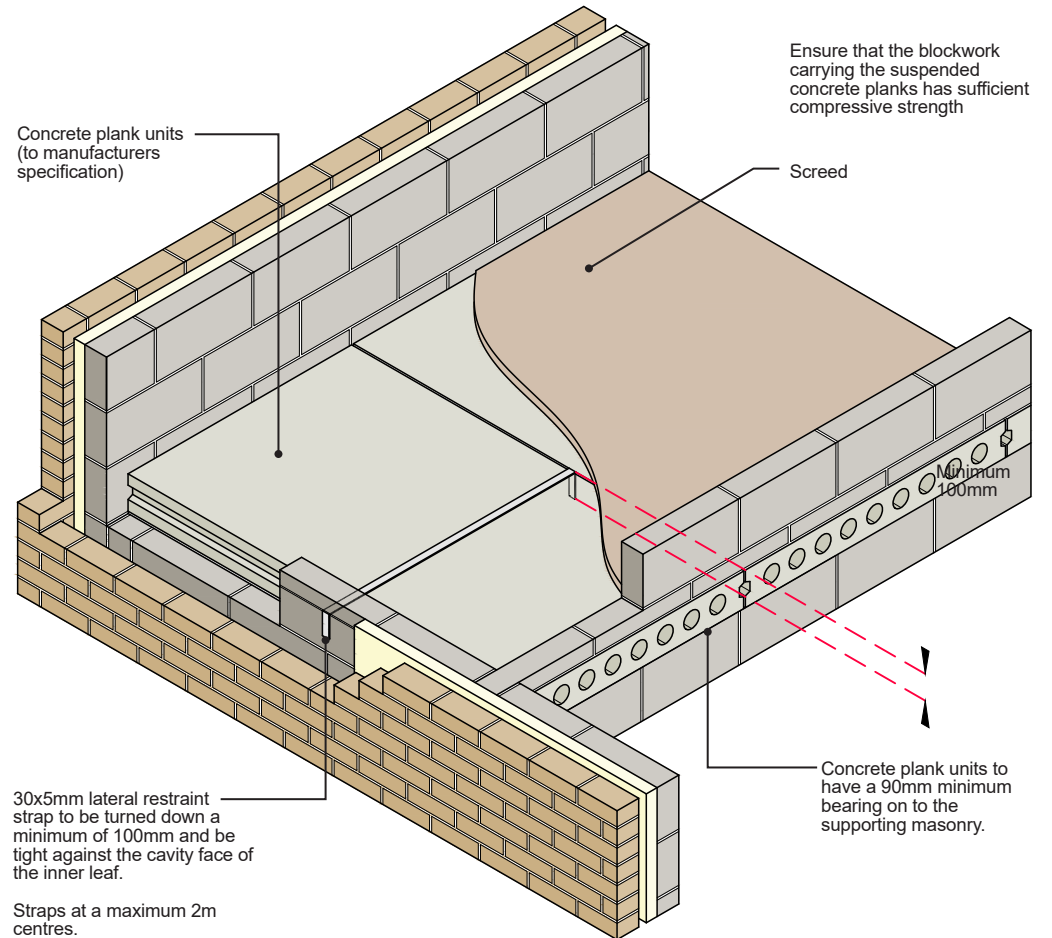 Ensure that the blockwork
carrying the suspended
concrete planks has sufficient
compressive strength
Concrete plank units
(to manufacturers
specification)
Screed
Minimum
100mm
Concrete plank units to
have a 90mm minimum
bearing on to the
supporting masonry.
30x5mm lateral restraint
strap to be turned down a
minimum of 100mm and be
tight against the cavity face of
the inner leaf.
Straps at a maximum 2m
centres.